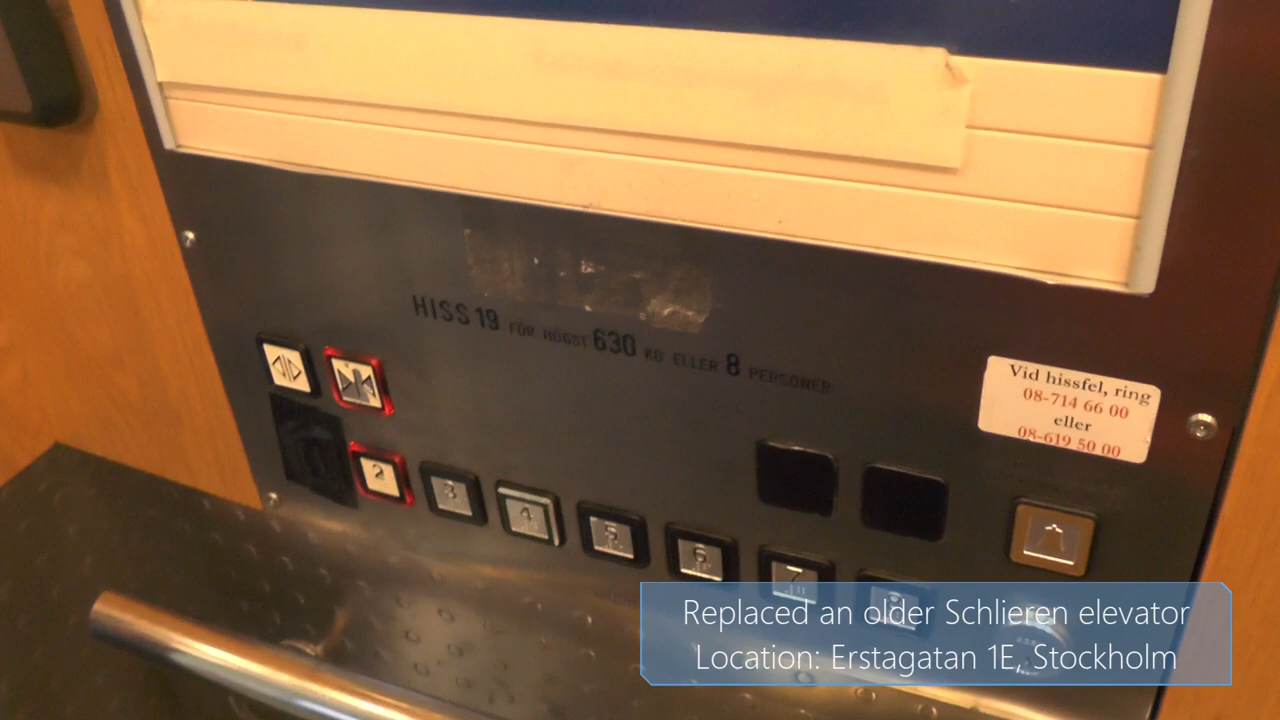 HISS 19 FÖR HÖGST 630 KG ELLER 8 PERSONER
Vid hissfel, ring
08-714 66 00
eller
08-619 50 00
2
3
4
5
6
7
Replaced an older Schlieren elevator
Location: Erstagatan 1E, Stockholm